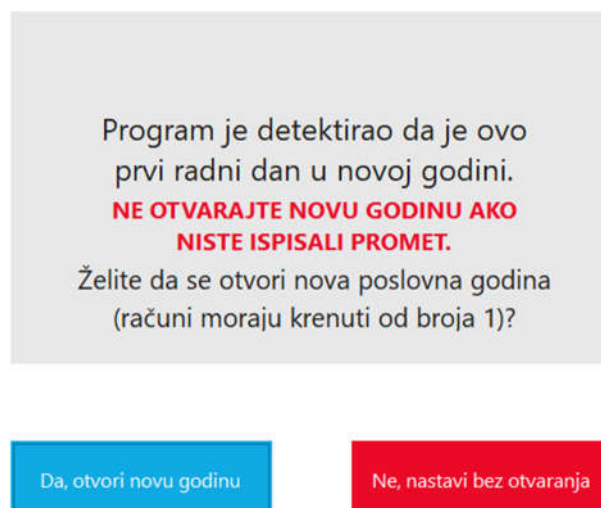 Program je detektirao da je ovo
prvi radni dan u novoj godini.
NE OTVARAJTE NOVU GODINU AKO
NISTE ISPISALI PROMET.
Želite da se otvori nova poslovna godina
(računi moraju krenuti od broja 1)?
Da, otvori novu godinu
Ne, nastavi bez otvaranja